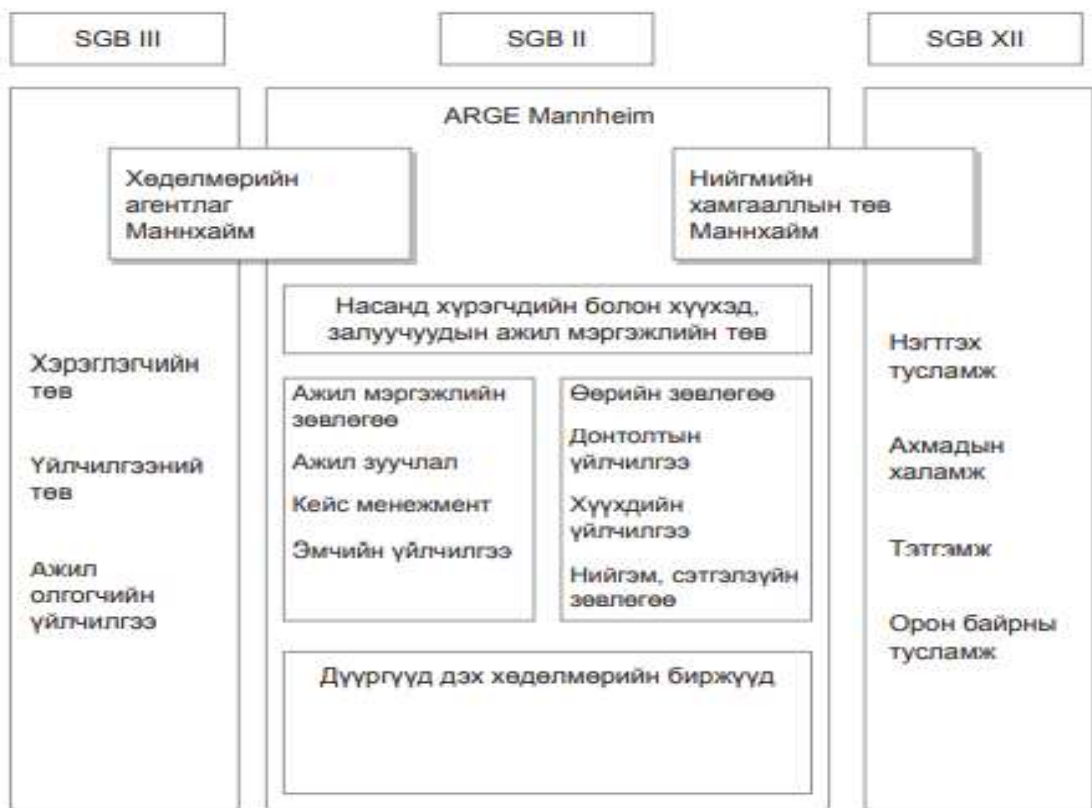 SGB III
SGB II
SGB XII
ARGE Mannheim
Хөдөлмөрийн
агентлаг
Маннхайм
Нийгмийн
хамгааллын төв
Маннхайм
Хэрэглэгчийн
төв
Үйлчилгээний
төв
Ажил
олгогчийн
үйлчилгээ
Насанд хүрэгчдийн болон хүүхэд,
залуучуудын ажил мэргэжлийн төв
Ажил мэргэжлийн
зөвлөгөө
Ажил зуучлал
Кейс менежмент
Эмчийн үйлчилгээ
Өөрийн зөвлөгөө
Донтолтын
үйлчилгээ
Хүүхдийн
үйлчилгээ
Нийгэм, сэтгэлзүйн
зөвлөгөө
Дүүргүүд дэх хөдөлмөрийн биржүүд
Нэгтгэх
тусламж
Ахмадын
халамж
Тэтгэмж
Орон байрны
тусламж